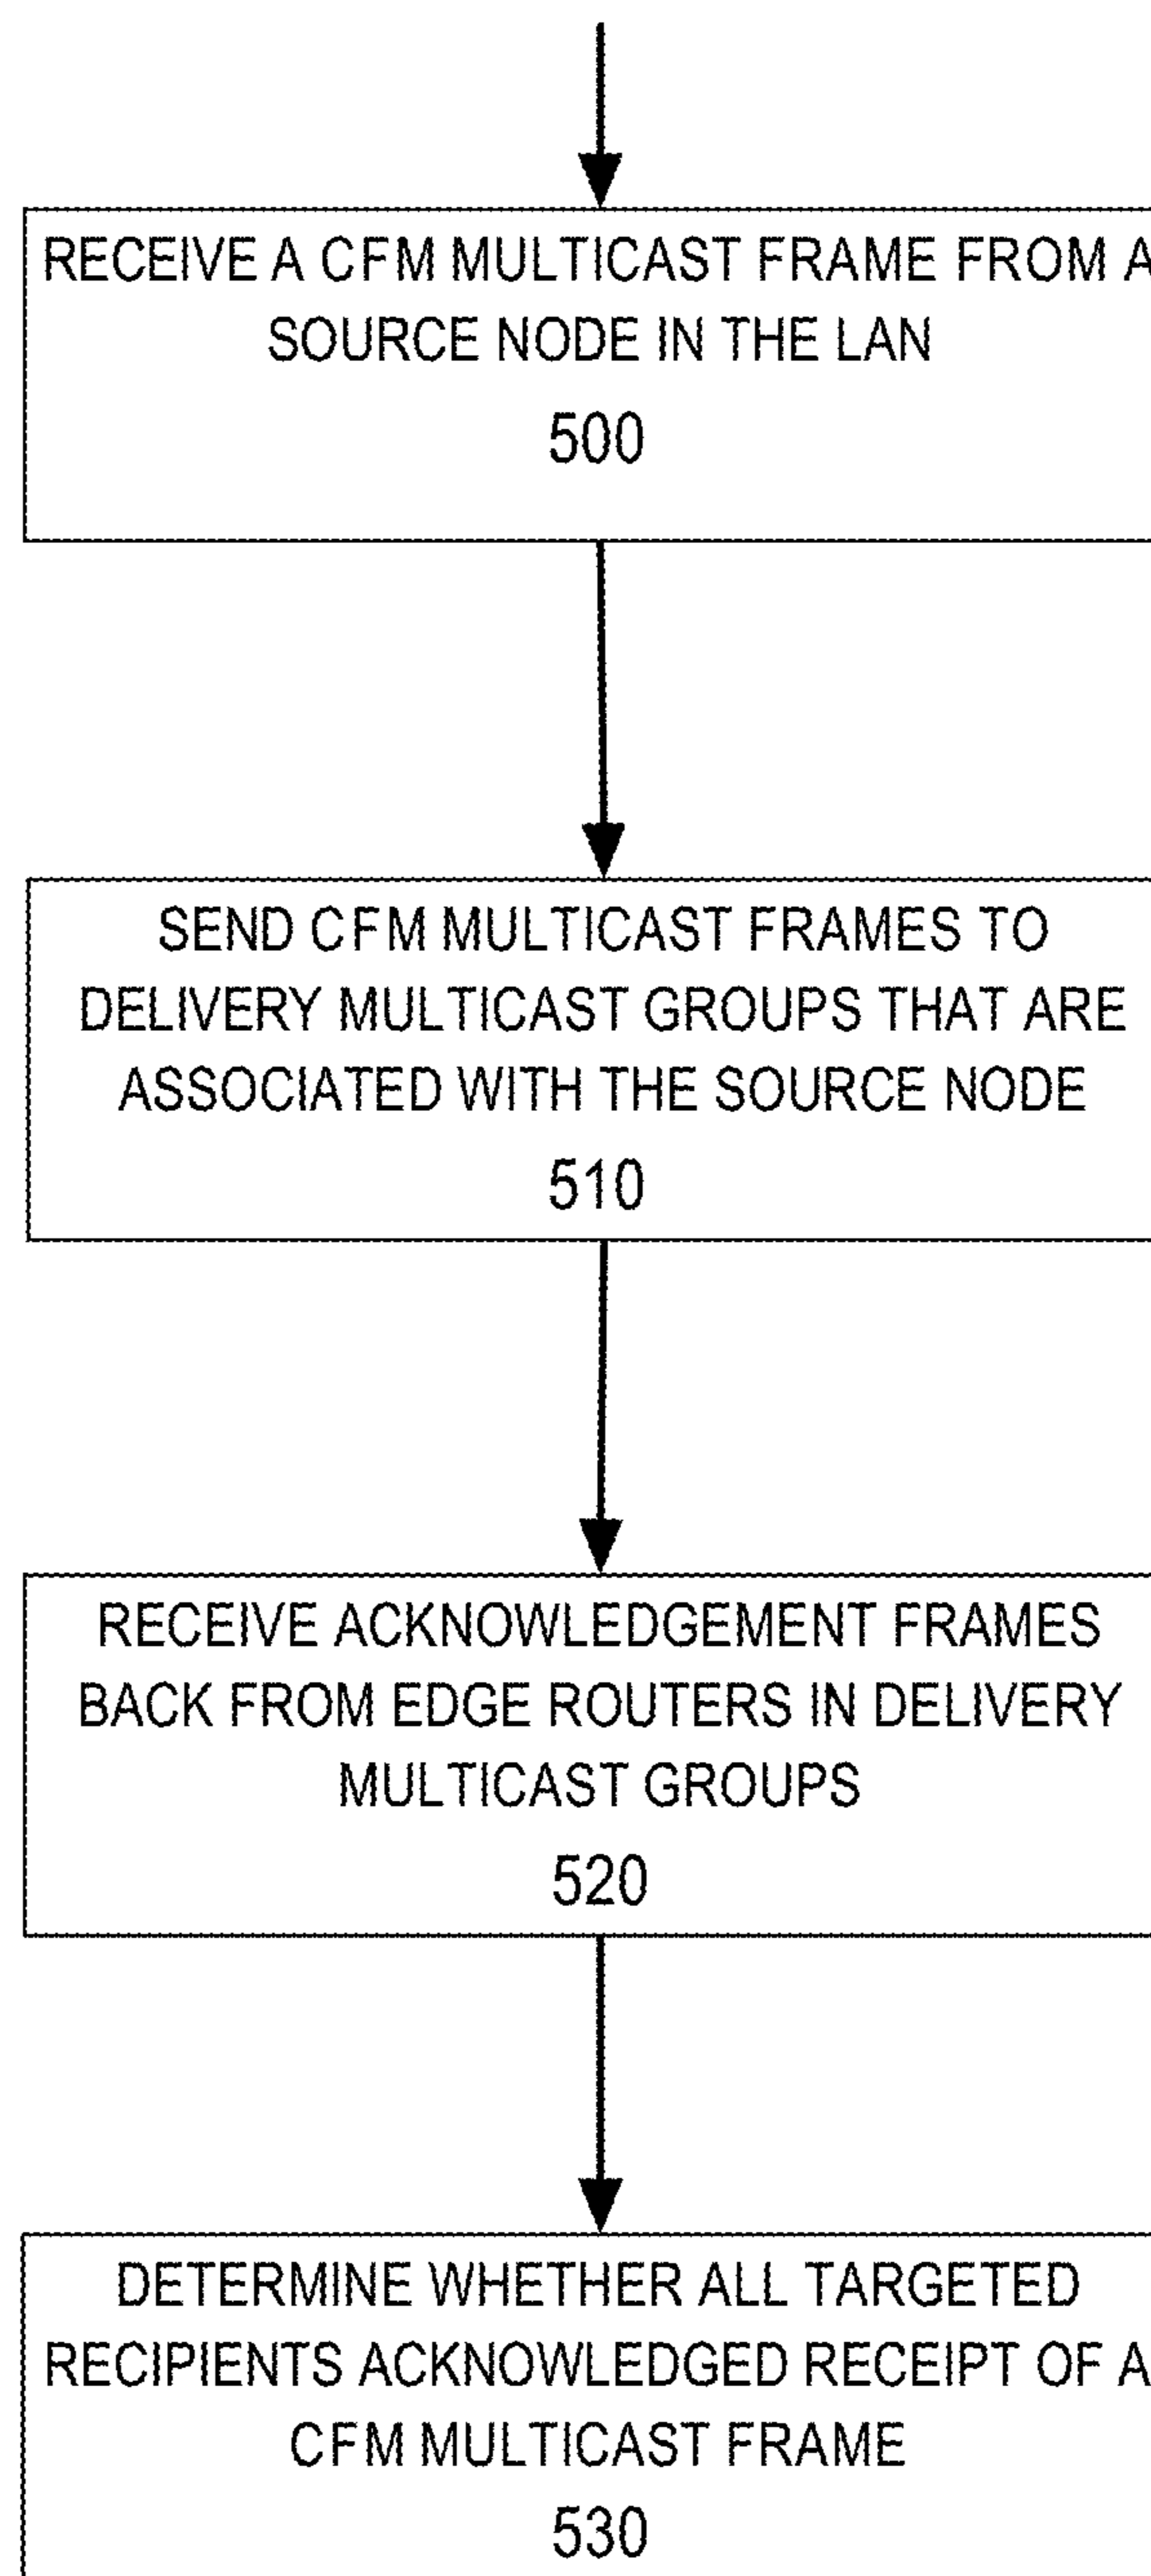 RECEIVE A CFM MULTICAST FRAME FROM A
SOURCE NODE IN THE LAN
500
SEND CFM MULTICAST FRAMES TO
DELIVERY MULTICAST GROUPS THAT ARE
ASSOCIATED WITH THE SOURCE NODE
510
RECEIVE ACKNOWLEDGEMENT FRAMES
BACK FROM EDGE ROUTERS IN DELIVERY
MULTICAST GROUPS
520
DETERMINE WHETHER ALL TARGETED
RECIPIENTS ACKNOWLEDGED RECEIPT OF A
CFM MULTICAST FRAME
530